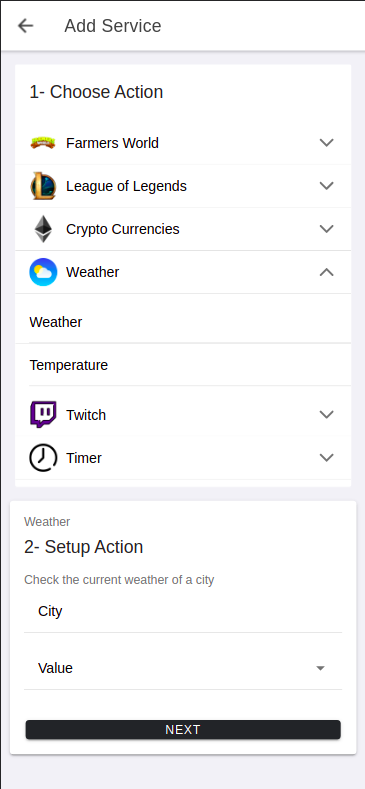 Add Service
1- Choose Action
Farmers World
League of Legends
Crypto Currencies
Weather
Weather
Temperature
Twitch
Timer
Weather
2- Setup Action
Check the current weather of a city
City
Value
NEXT